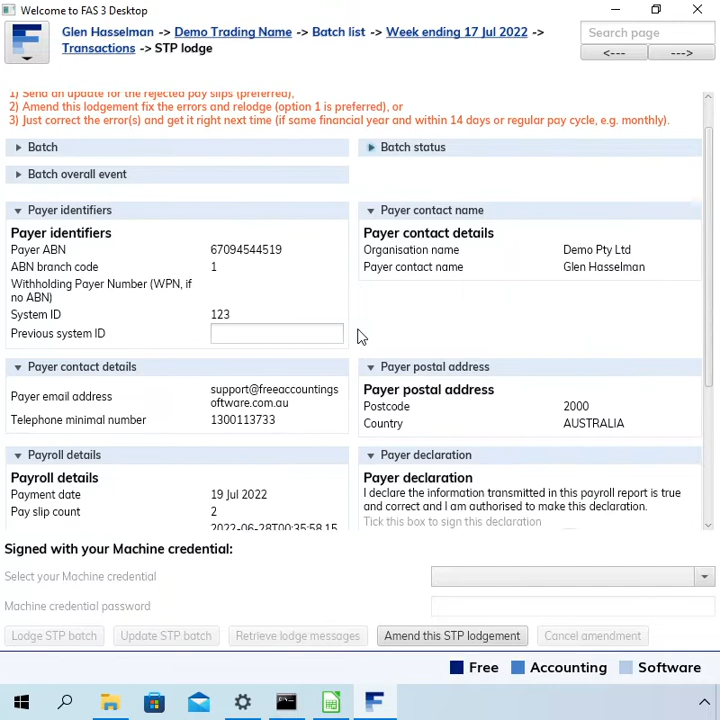 Welcome to FAS 3 Desktop
Glen Hasselman -> Demo Trading Name -> Batch list -> Week ending 17 Jul 2022 ->
Transactions -> STP lodge
Search page
<---
--->
1) Send an update for the rejected pay slips (preferred),
2) Amend this lodgement fix the errors and relodge (option 1 is preferred), or
3) Just correct the error(s) and get it right next time (if same financial year and within 14 days or regular pay cycle, e.g. monthly).
Batch
Batch status
Batch overall event
Payer identifiers
Payer identifiers
Payer ABN 67094544519
ABN branch code 1
Withholding Payer Number (WPN, if
no ABN)
System ID 123
Previous system ID
Payer contact name
Payer contact details
Organisation name Demo Pty Ltd
Payer contact name Glen Hasselman
Payer contact details
Payer email address support@freeaccountings
oftware.com.au
Telephone minimal number 1300113733
Payer postal address
Payer postal address
Postcode 2000
Country AUSTRALIA
Payroll details
Payroll details
Payment date 19 Jul 2022
Pay slip count 2
2022-06-28T00:35:58.15
Payer declaration
Payer declaration
I declare the information transmitted in this payroll report is true
and correct and I am authorised to make this declaration.
Tick this box to sign this declaration
Signed with your Machine credential:
Select your Machine credential
Machine credential password
Lodge STP batch
Update STP batch
Retrieve lodge messages
Amend this STP lodgement
Cancel amendment
Free Accounting Software